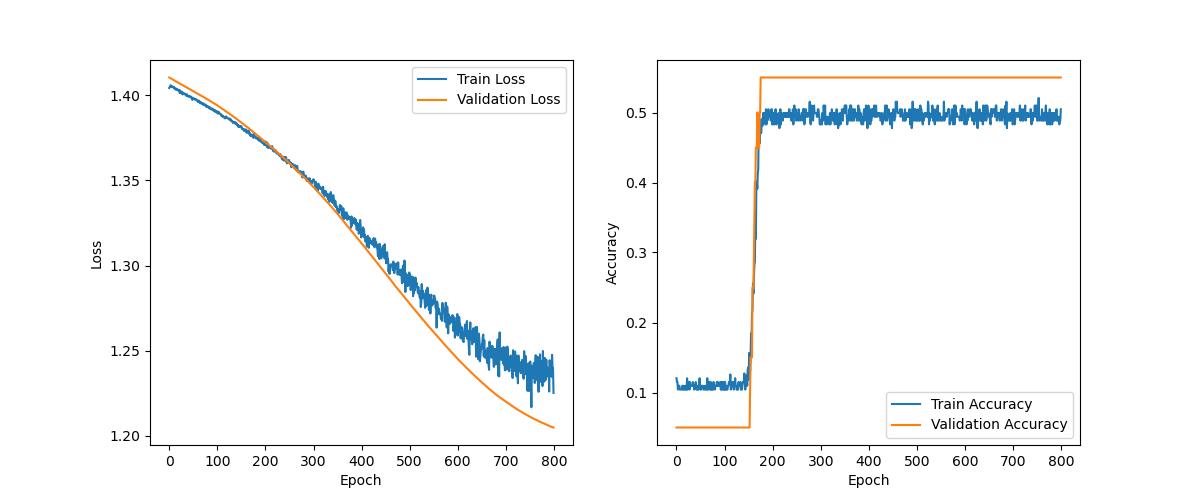 1.40
1.35
1.30
1.25
1.20
Loss
0 100 200 300 400 500 600 700 800
Epoch
Train Loss
Validation Loss
0.5
0.4
0.3
0.2
0.1
Accuracy
0 100 200 300 400 500 600 700 800
Epoch
Train Accuracy
Validation Accuracy